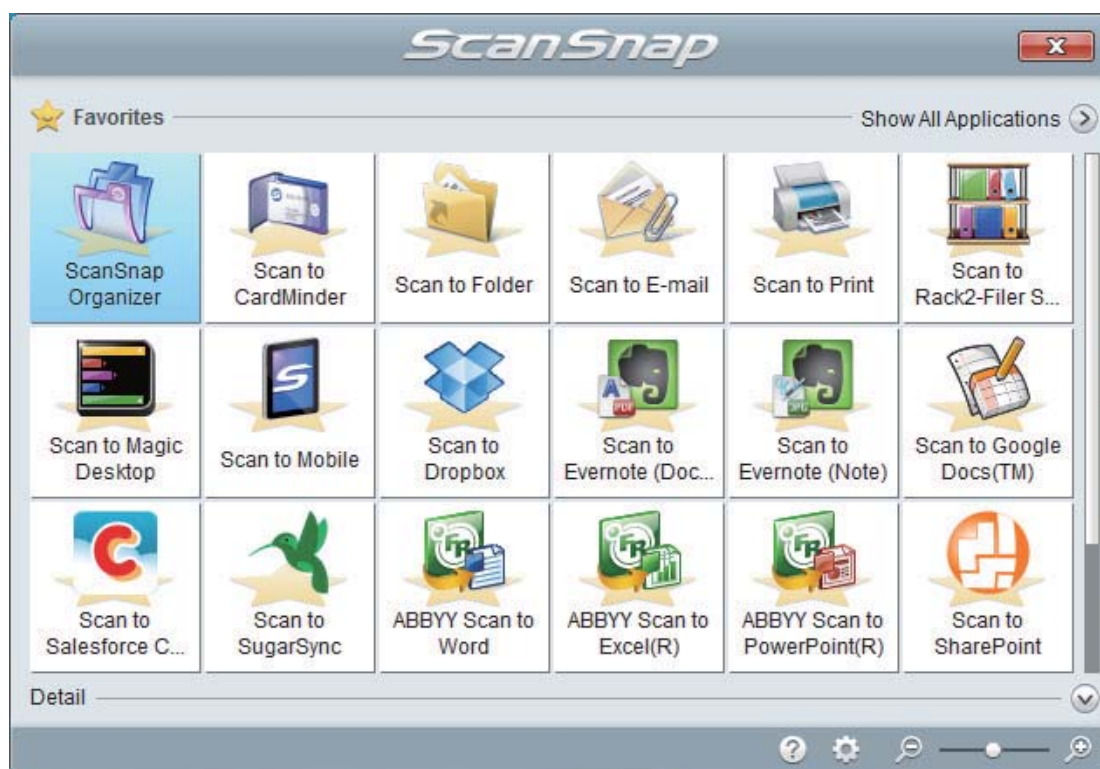 ScanSnap
Favorites
Show All Applications
ScanSnap
Organizer
Scan to
CardMinder
Scan to Folder
Scan to E-mail
Scan to Print
Scan to
Rack2-Filer S...
Scan to Magic
Desktop
Scan to Mobile
Scan to
Dropbox
Scan to
Evernote (Doc...
Scan to
Evernote (Note)
Scan to Google
Docs(TM)
Scan to
Salesforce C...
Scan to
SugarSync
ABBYY Scan to
Word
ABBYY Scan to
Excel(R)
ABBYY Scan to
PowerPoint(R)
Scan to
SharePoint
Detail